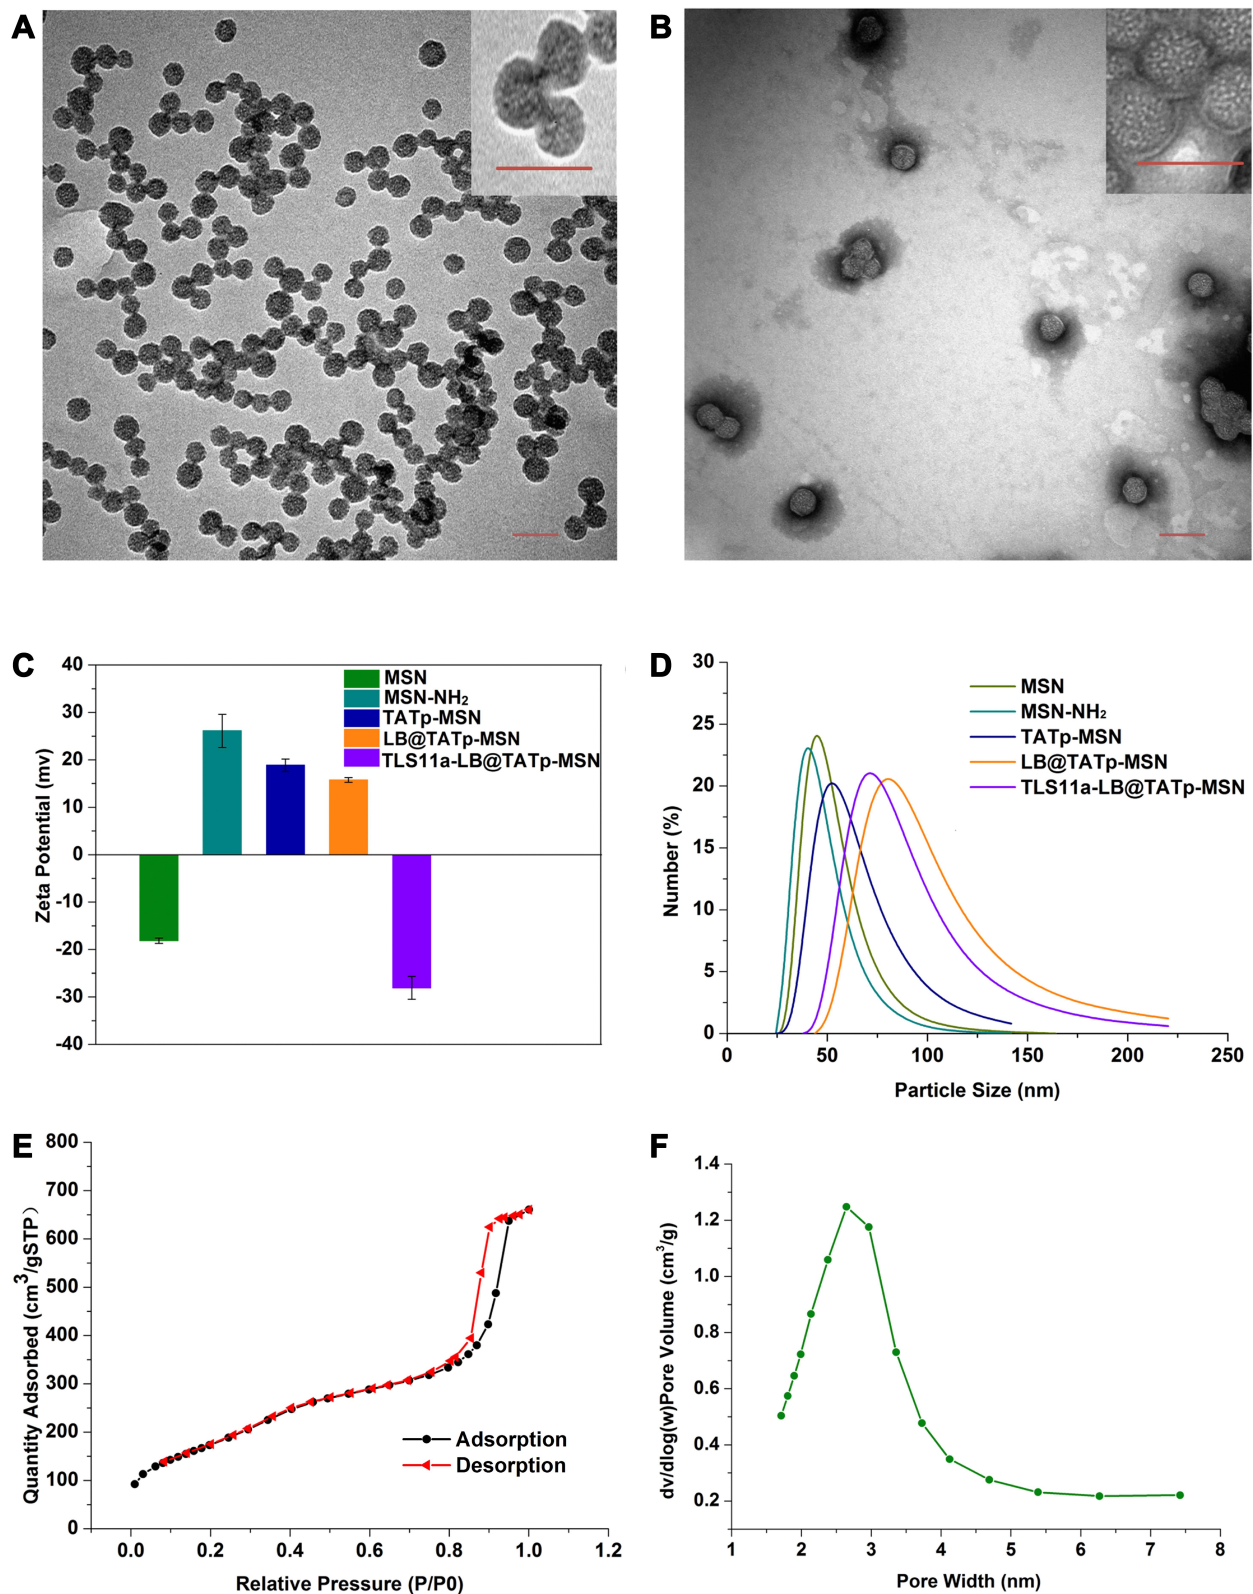 A
B
C
40
30
20
10
0
-10
-20
-30
-40
Zeta Potential (mv)
MSN
MSN-NH₂
TATp-MSN
LB@TATp-MSN
TLS11a-LB@TATp-MSN
D
30
25
20
15
10
5
0
Number (%)
MSN
MSN-NH₂
TATp-MSN
LB@TATp-MSN
TLS11a-LB@TATp-MSN
0 50 100 150 200 250
Particle Size (nm)
E
800
700
600
500
400
300
200
100
0
Quantity Adsorbed (cm³/gSTP）
Adsorption
Desorption
0.0 0.2 0.4 0.6 0.8 1.0 1.2
Relative Pressure (P/P0)
F
1.4
1.2
1.0
0.8
0.6
0.4
0.2
dv/dlog(w)Pore Volume (cm³/g)
1 2 3 4 5 6 7 8
Pore Width (nm)